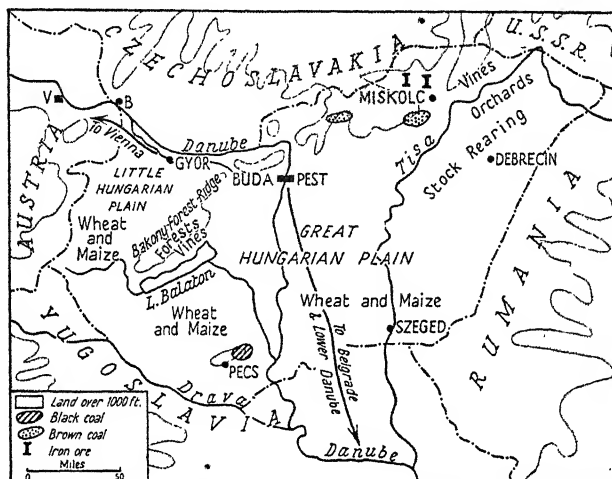 CZECHOSLAVAKIA
U.S.S.R.
V
B
To Vienna
Danube
GYOR
MISKOLC
Vines
Orchards
Stock Rearing
Tisa
DEBRECIN
AUSTRIA
LITTLE
HUNGARIAN
PLAIN
BUDA PEST
Wheat
and
Maize
Bakony-Forest-Ridge
Forests
Vines
GREAT
HUNGARIAN PLAIN
L. Balaton
Wheat
and Maize
Wheat and Maize
To Belgrade
& Lower Danube
SZEGED
RUMANIA
PECS
YUGOSLAVIA
Drava
Danube
Land over 1000 ft.
Black coal
Brown coal
I Iron ore
Miles
0 50